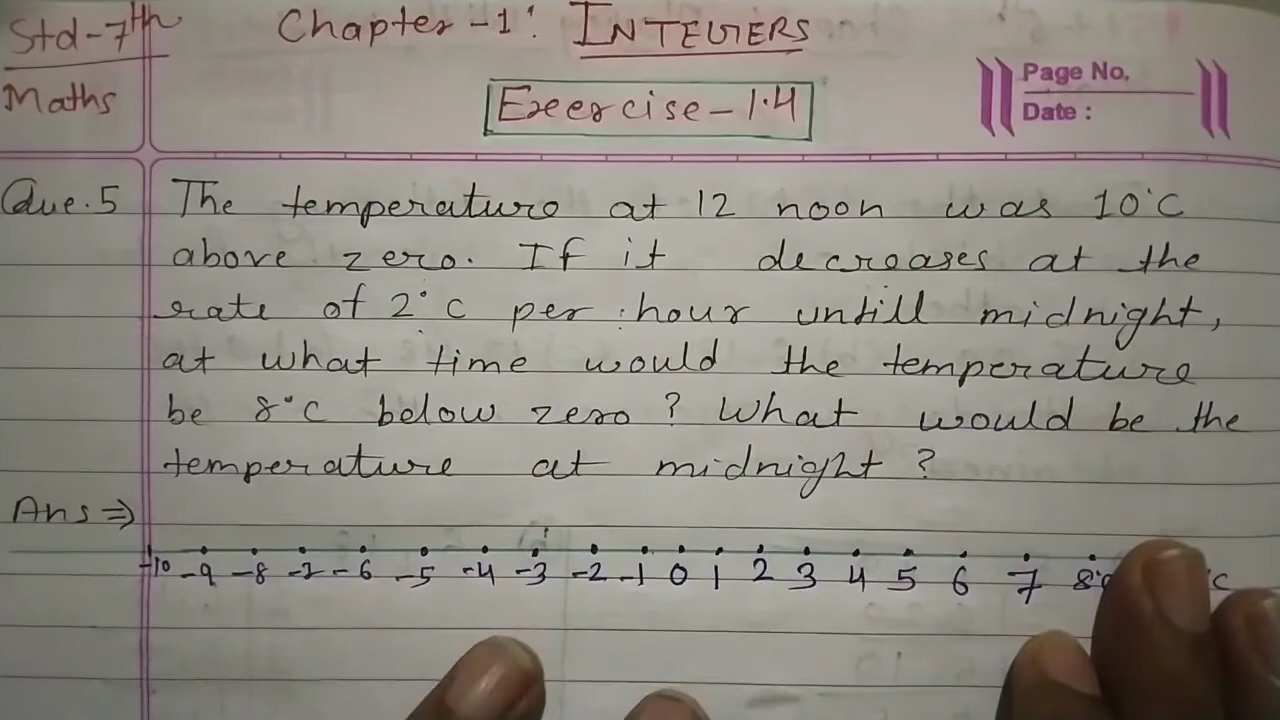 Std-7th
Chapter-1: INTEGERS
Maths
Exercise-1.4
Page No.
Date :
Que.5 The temperature at 12 noon was 10°C
above zero. If it decreases at the
rate of 2°C per hour untill midnight,
at what time would the temperature
be 8°C below zero? What would be the
temperature at midnight?
Ans⇒
-10 -9 -8 -7 -6 -5 -4 -3 -2 -1 0 1 2 3 4 5 6 7 8°C